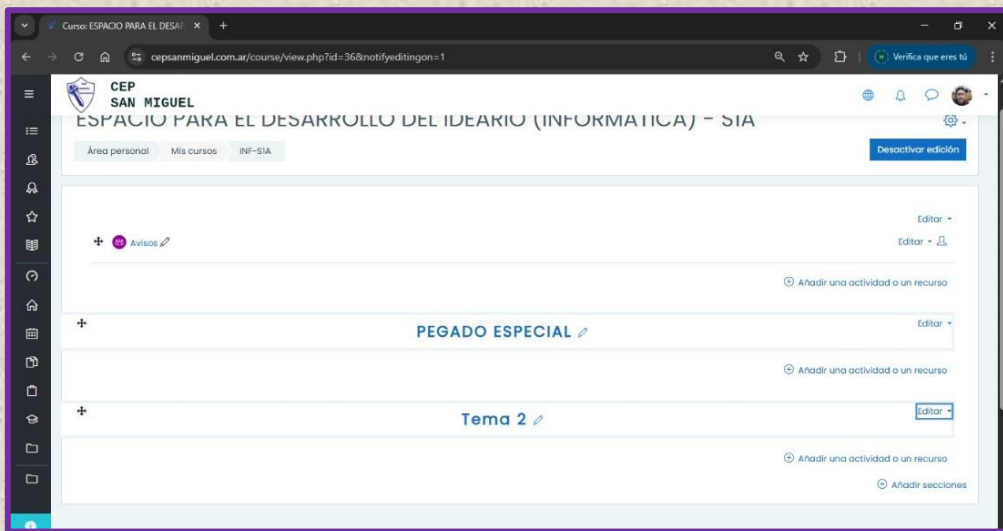 Curso: ESPACIO PARA EL DESAR
cepsanmiguel.com.ar/course/view.php?id=36&notifyeditingon=1
Verifica que eres tú
CEP
SAN MIGUEL
ESPACIO PARA EL DESARROLLO DEL IDEARIO (INFORMÁTICA) - S1A
Área personal Mis cursos INF-S1A
Desactivar edición
Editar
Avisos
Editar
Añadir una actividad o un recurso
PEGADO ESPECIAL
Editar
Añadir una actividad o un recurso
Tema 2
Editar
Añadir una actividad o un recurso
Añadir secciones